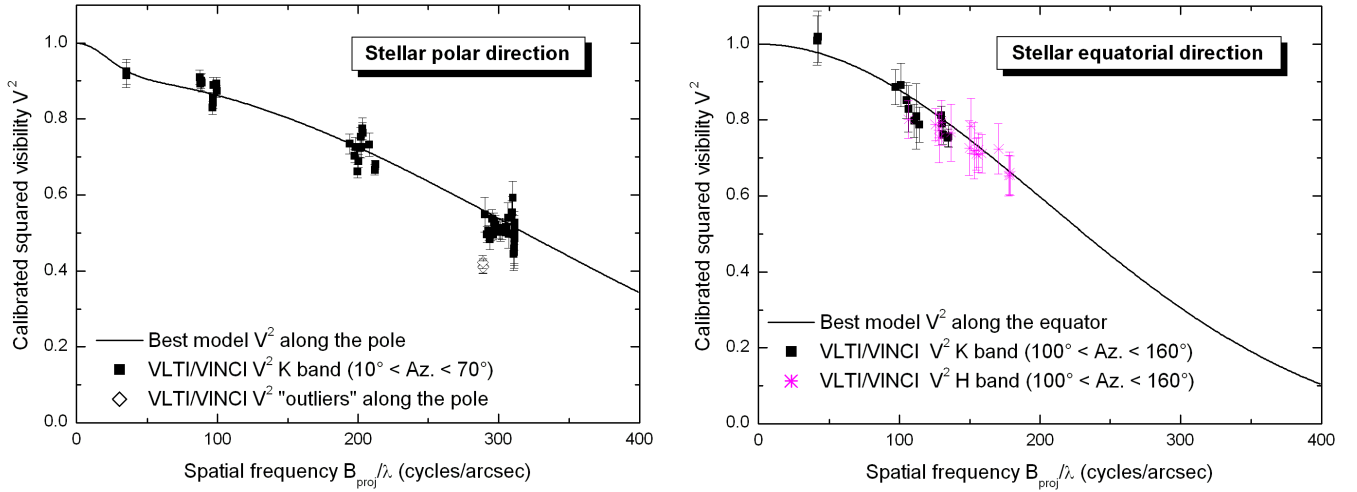 Stellar polar direction
Calibrated squared visibility V²
1.0
0.8
0.6
0.4
0.2
0.0
Best model V² along the pole
VLTI/VINCI V² K band (10° < Az. < 70°)
VLTI/VINCI V² "outliers" along the pole
0 100 200 300 400
Spatial frequency B_proj/λ (cycles/arcsec)
Stellar equatorial direction
Calibrated squared visibility V²
1.0
0.8
0.6
0.4
0.2
0.0
Best model V² along the equator
VLTI/VINCI V² K band (100° < Az. < 160°)
VLTI/VINCI V² H band (100° < Az. < 160°)
0 100 200 300 400
Spatial frequency B_proj/λ (cycles/arcsec)